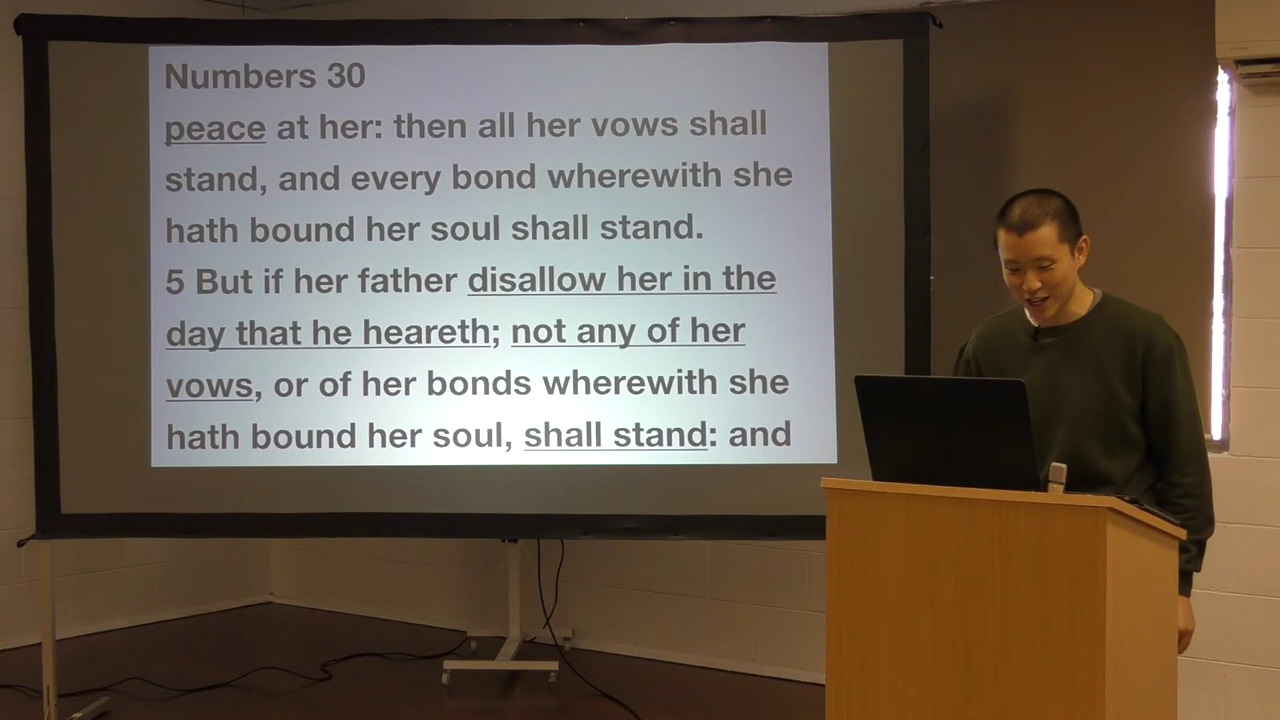 Numbers 30
peace at her: then all her vows shall
stand, and every bond wherewith she
hath bound her soul shall stand.
5 But if her father disallow her in the
day that he heareth; not any of her
vows, or of her bonds wherewith she
hath bound her soul, shall stand: and